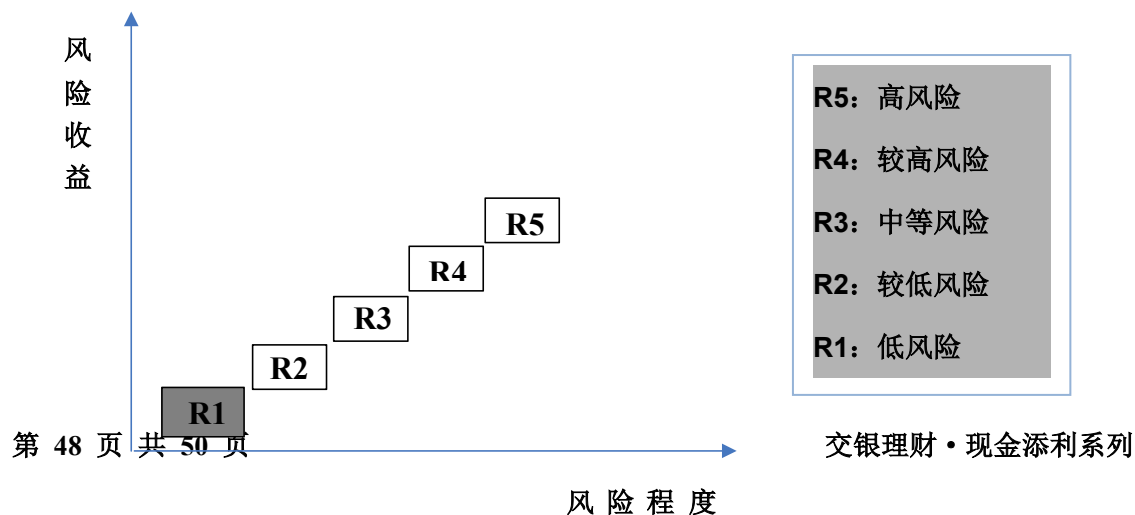 风
险
收
益
R5：高风险
R4：较高风险
R3：中等风险
R2：较低风险
R1：低风险
R5
R4
R3
R2
R1
第 48 页 共 50 页
交银理财·现金添利系列
风 险 程 度